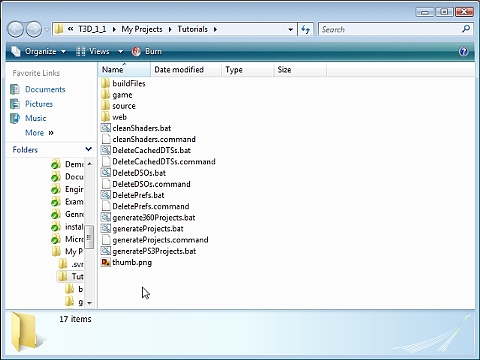 « T3D_1_1 ▸ My Projects ▸ Tutorials ▸
Search
Organize Views Burn
Favorite Links
Documents
Pictures
Music
More »
Folders
Demo
Docu
Engin
Exam
Genre
instal
Micro
My P
.svn
Tut
b
g
Name Date modified Type Size
buildFiles
game
source
web
cleanShaders.bat
cleanShaders.command
DeleteCachedDTSs.bat
DeleteCachedDTSs.command
DeleteDSOs.bat
DeleteDSOs.command
DeletePrefs.bat
DeletePrefs.command
generate360Projects.bat
generateProjects.bat
generateProjects.command
generatePS3Projects.bat
thumb.png
17 items